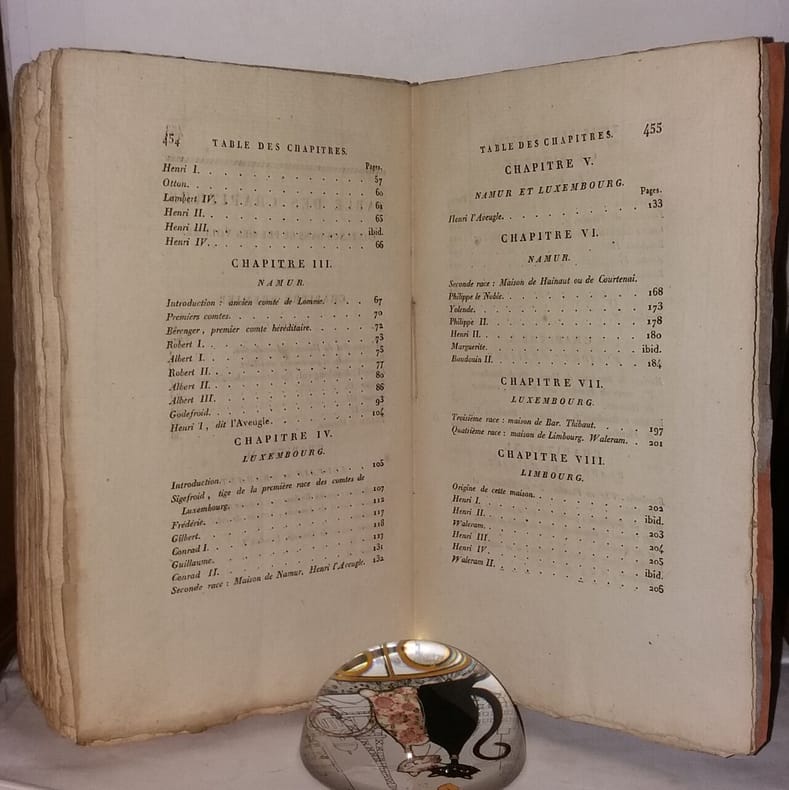 454
TABLE DES CHAPITRES.
Pages.
Henri I. . . . . . . . . . . . 57
Otton. . . . . . . . . . . . . 60
Lambert IV. . . . . . . . . . . 62
Henri II. . . . . . . . . . . . 65
Henri III. . . . . . . . . . . ibid.
Henri IV. . . . . . . . . . . . 66
CHAPITRE III.
NAMUR.
Introduction : ancien comté de Lomme. . . . . 67
Premiers comtes. . . . . . . . . . 70
Bérenger, premier comte héréditaire. . . . . . 72
Robert I. . . . . . . . . . . . 73
Albert I. . . . . . . . . . . . 75
Robert II. . . . . . . . . . . . 77
Albert II. . . . . . . . . . . . 80
Albert III. . . . . . . . . . . . 86
Godefroid. . . . . . . . . . . . 93
Henri I, dit l'Aveugle. . . . . . . . . 104
CHAPITRE IV.
LUXEMBOURG.
Introduction. . . . . . . . . . . 105
Sigefroid, tige de la première race des comtes de
Luxembourg. . . . . . . . . . . 107
Frédéric. . . . . . . . . . . . 112
Gilbert. . . . . . . . . . . . 117
Conrad I. . . . . . . . . . . . 118
Guillaume. . . . . . . . . . . .
Conrad II. . . . . . . . . . . . 131
Seconde race : Maison de Namur. Henri l'Aveugle. 132
455
TABLE DES CHAPITRES.
CHAPITRE V.
NAMUR ET LUXEMBOURG.
Pages.
Henri l'Aveugle. . . . . . . . . . 133
CHAPITRE VI.
NAMUR.
Seconde race : Maison de Hainaut ou de Courtenai.
Philippe le Noble. . . . . . . . . . 168
Yolende. . . . . . . . . . . . 173
Philippe II. . . . . . . . . . . 178
Henri II. . . . . . . . . . . . 180
Marguerite. . . . . . . . . . . ibid.
Baudouin II. . . . . . . . . . . 184
CHAPITRE VII.
LUXEMBOURG.
Troisième race : maison de Bar. Thibaut. . . . . 197
Quatrième race : maison de Limbourg. Waleram. . 201
CHAPITRE VIII.
LIMBOURG.
Origine de cette maison. . . . . . . . 202
Henri I. . . . . . . . . . . . ibid.
Henri II. . . . . . . . . . . . 203
Waleram. . . . . . . . . . . . 204
Henri III. . . . . . . . . . . . 205
Henri IV. . . . . . . . . . . . ibid.
Waleram II. . . . . . . . . . . 206